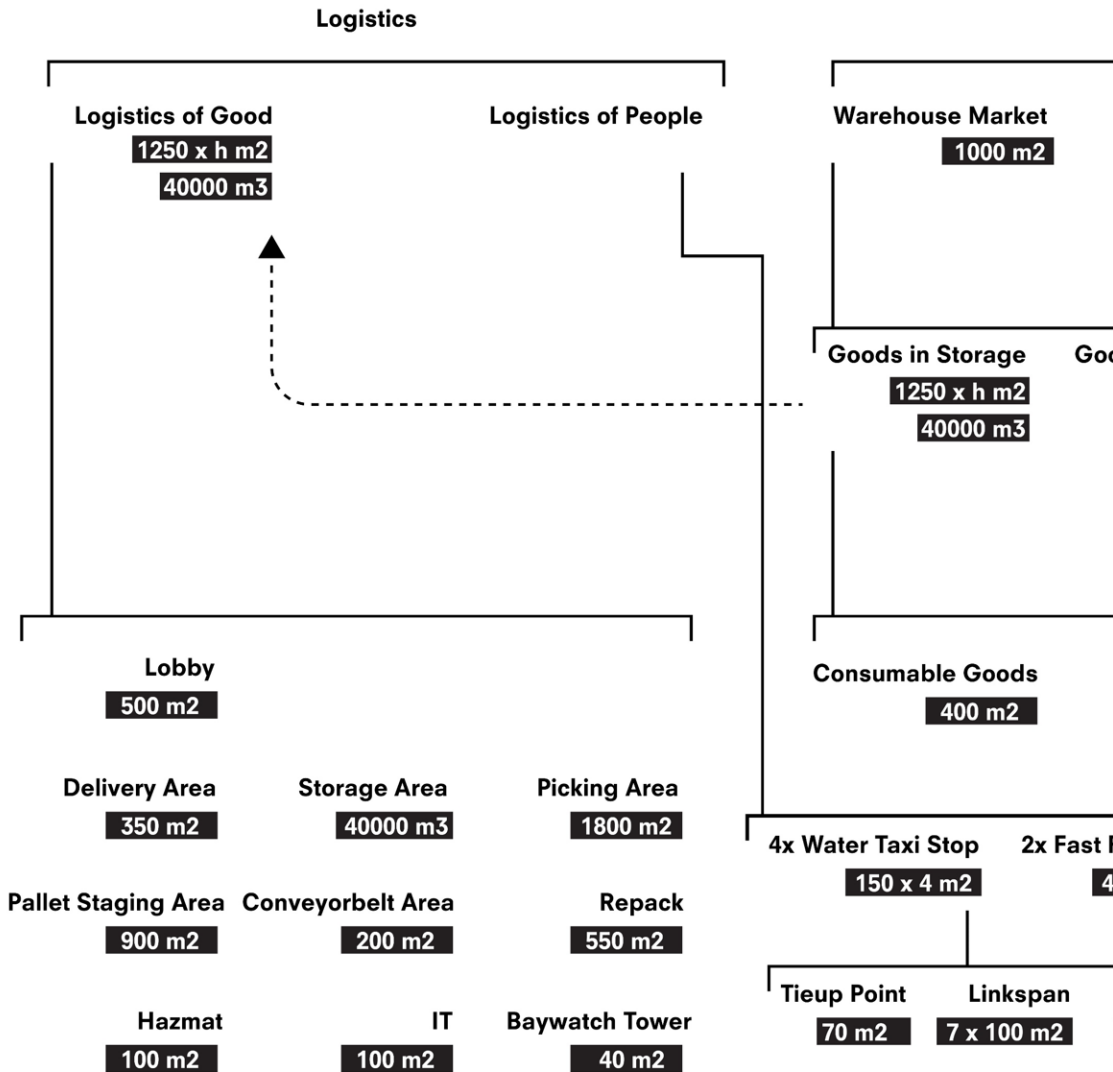 Logistics
Logistics of Good
1250 x h m2
40000 m3
Logistics of People
Warehouse Market
1000 m2
Goods in Storage
1250 x h m2
40000 m3
Goo
Lobby
500 m2
Consumable Goods
400 m2
Delivery Area
350 m2
Storage Area
40000 m3
Picking Area
1800 m2
4x Water Taxi Stop
150 x 4 m2
2x Fast
4
Pallet Staging Area
900 m2
Conveyorbelt Area
200 m2
Repack
550 m2
Tieup Point
70 m2
Linkspan
7 x 100 m2
Hazmat
100 m2
IT
100 m2
Baywatch Tower
40 m2